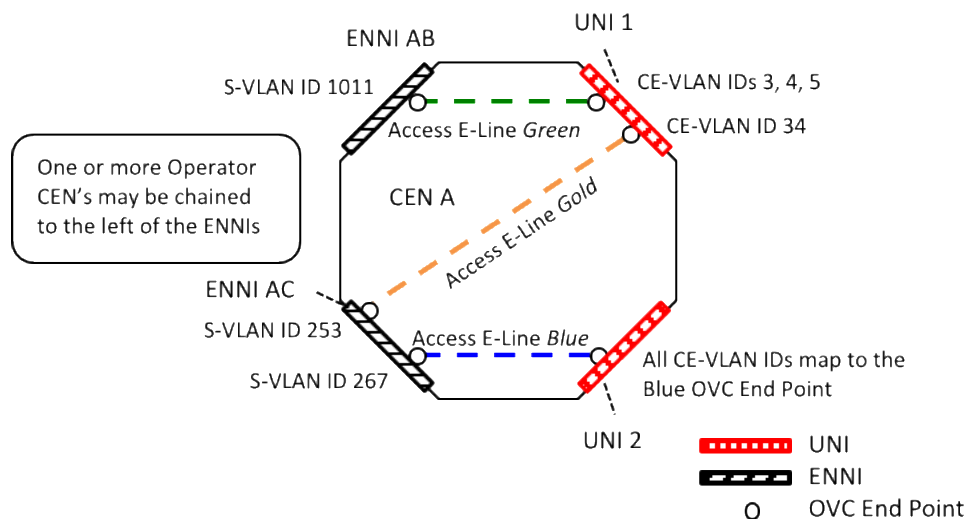 UNI 1
ENNI AB
S-VLAN ID 1011
CE-VLAN IDs 3, 4, 5
Access E-Line Green
CE-VLAN ID 34
One or more Operator
CEN's may be chained
to the left of the ENNIs
CEN A
Access E-Line Gold
ENNI AC
S-VLAN ID 253
Access E-Line Blue
S-VLAN ID 267
All CE-VLAN IDs map to the
Blue OVC End Point
UNI 2
UNI
ENNI
OVC End Point